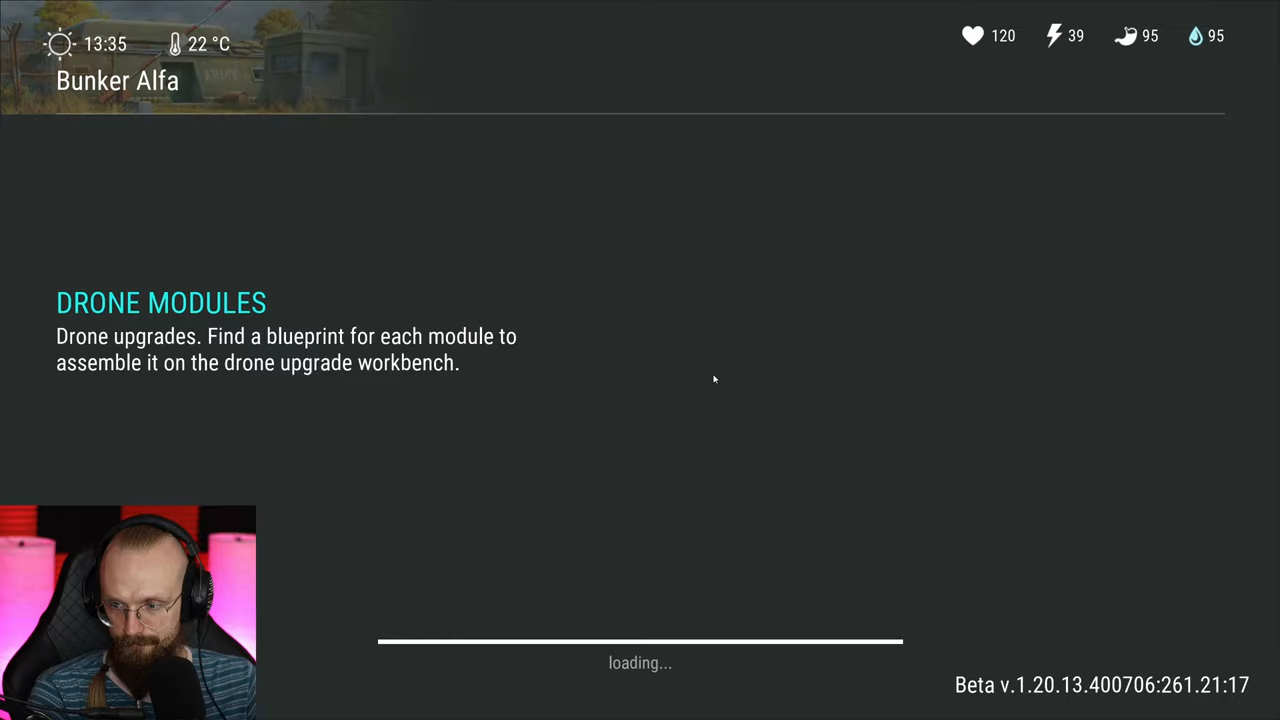 13:35 22 °C 120 39 95 95
Bunker Alfa
DRONE MODULES
Drone upgrades. Find a blueprint for each module to
assemble it on the drone upgrade workbench.
loading...
Beta v.1.20.13.400706:261.21:17